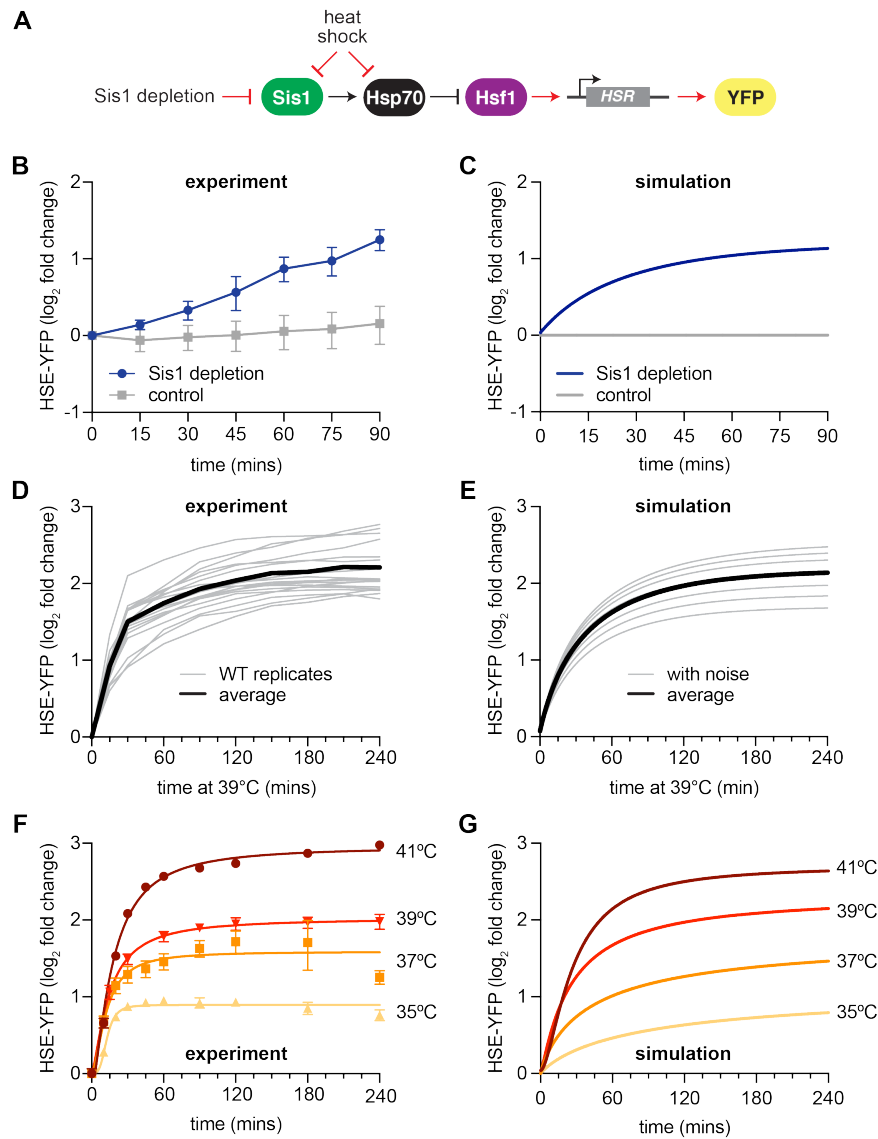 A
heat
shock
Sis1 depletion
Sis1
Hsp70
Hsf1
HSR
YFP
B
experiment
HSE-YFP (log2 fold change)
2
1
0
-1
Sis1 depletion
control
0 15 30 45 60 75 90
time (mins)
C
simulation
HSE-YFP (log2 fold change)
2
1
0
-1
Sis1 depletion
control
0 15 30 45 60 75 90
time (mins)
D
experiment
HSE-YFP (log2 fold change)
3
2
1
0
WT replicates
average
0 60 120 180 240
time at 39°C (mins)
E
simulation
HSE-YFP (log2 fold change)
3
2
1
0
with noise
average
0 60 120 180 240
time at 39°C (min)
F
HSE-YFP (log2 fold change)
3
2
1
0
41ºC
39ºC
37ºC
35ºC
experiment
0 60 120 180 240
time (mins)
G
HSE-YFP (log2 fold change)
3
2
1
0
41ºC
39ºC
37ºC
35ºC
simulation
0 60 120 180 240
time (mins)